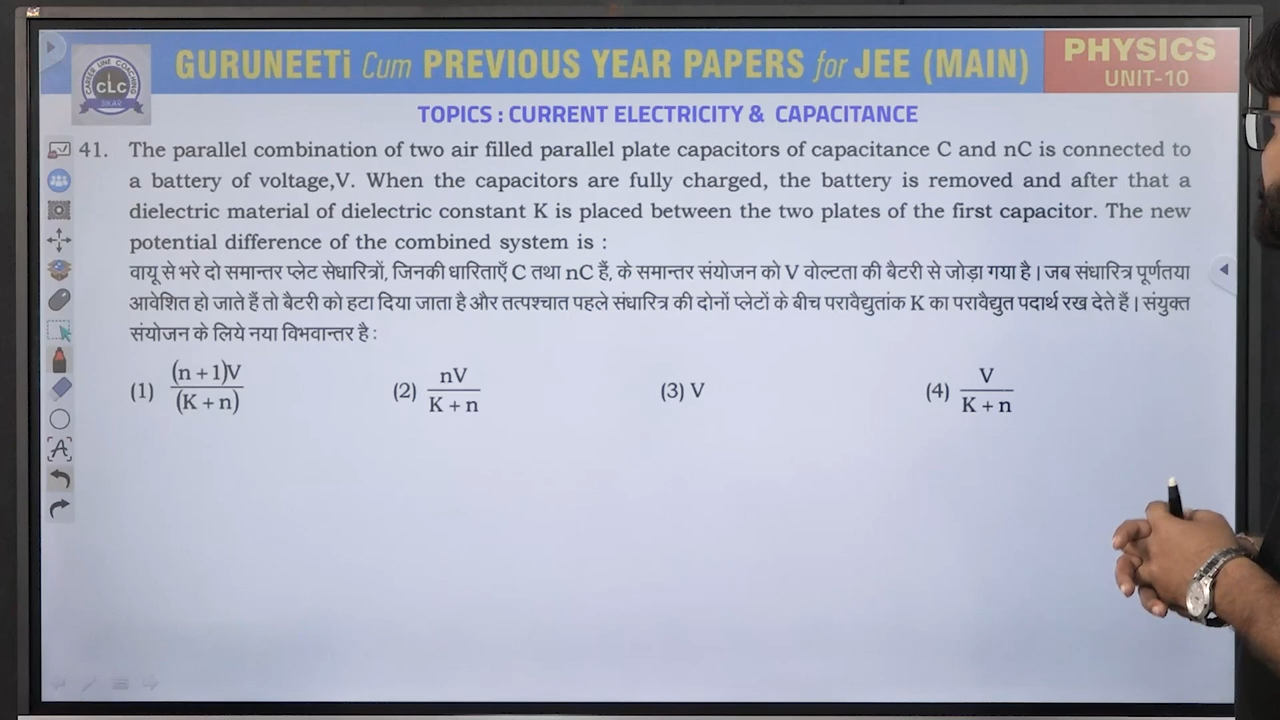 GURUNEETi Cum PREVIOUS YEAR PAPERS for JEE (MAIN)
PHYSICS
UNIT-10
CAREER LINE COACHING
CLC
SIKAR
TOPICS : CURRENT ELECTRICITY & CAPACITANCE
41. The parallel combination of two air filled parallel plate capacitors of capacitance C and nC is connected to
a battery of voltage,V. When the capacitors are fully charged, the battery is removed and after that a
dielectric material of dielectric constant K is placed between the two plates of the first capacitor. The new
potential difference of the combined system is :
वायू से भरे दो समान्तर प्लेट सेधारित्रों, जिनकी धारिताएँ C तथा nC हैं, के समान्तर संयोजन को V वोल्टता की बैटरी से जोड़ा गया है। जब संधारित्र पूर्णतया
आवेशित हो जाते हैं तो बैटरी को हटा दिया जाता है और तत्पश्चात पहले संधारित्र की दोनों प्लेटों के बीच परावैद्युतांक K का परावैद्युत पदार्थ रख देते हैं। संयुक्त
संयोजन के लिये नया विभवान्तर है :
(1) (n + 1)V / (K + n) (2) nV / K + n (3) V (4) V / K + n